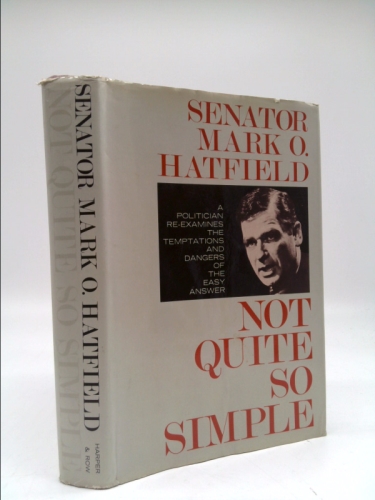 SENATOR
MARK O.
HATFIELD
A
POLITICIAN
RE-EXAMINES
THE
TEMPTATIONS
AND
DANGERS
OF
THE
EASY
ANSWER
NOT
QUITE
SO
SIMPLE
SENATOR MARK O. HATFIELD
NOT QUITE SO SIMPLE
HARPER
& ROW